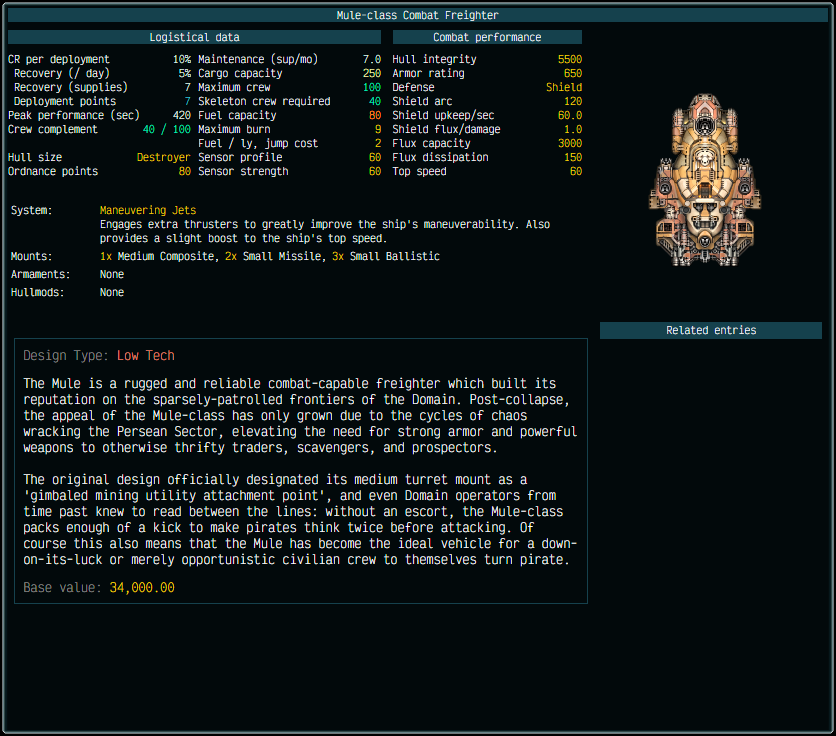 Mule-class Combat Freighter
Logistical data
CR per deployment 10% Maintenance (sup/mo) 7.0
Recovery (/ day) 5% Cargo capacity 250
Recovery (supplies) 7 Maximum crew 100
Deployment points 7 Skeleton crew required 40
Peak performance (sec) 420 Fuel capacity 80
Crew complement 40 / 100 Maximum burn 9
Fuel / ly, jump cost 2
Hull size Destroyer Sensor profile 60
Ordnance points 80 Sensor strength 60
Combat performance
Hull integrity 5500
Armor rating 650
Defense Shield
Shield arc 120
Shield upkeep/sec 60.0
Shield flux/damage 1.0
Flux capacity 3000
Flux dissipation 150
Top speed 60
System: Maneuvering Jets
Engages extra thrusters to greatly improve the ship's maneuverability. Also
provides a slight boost to the ship's top speed.
Mounts: 1x Medium Composite, 2x Small Missile, 3x Small Ballistic
Armaments: None
Hullmods: None
Related entries
Design Type: Low Tech
The Mule is a rugged and reliable combat-capable freighter which built its
reputation on the sparsely-patrolled frontiers of the Domain. Post-collapse,
the appeal of the Mule-class has only grown due to the cycles of chaos
wracking the Persean Sector, elevating the need for strong armor and powerful
weapons to otherwise thrifty traders, scavengers, and prospectors.
The original design officially designated its medium turret mount as a
'gimbaled mining utility attachment point', and even Domain operators from
time past knew to read between the lines: without an escort, the Mule-class
packs enough of a kick to make pirates think twice before attacking. Of
course this also means that the Mule has become the ideal vehicle for a down-
on-its-luck or merely opportunistic civilian crew to themselves turn pirate.
Base value: 34,000.00